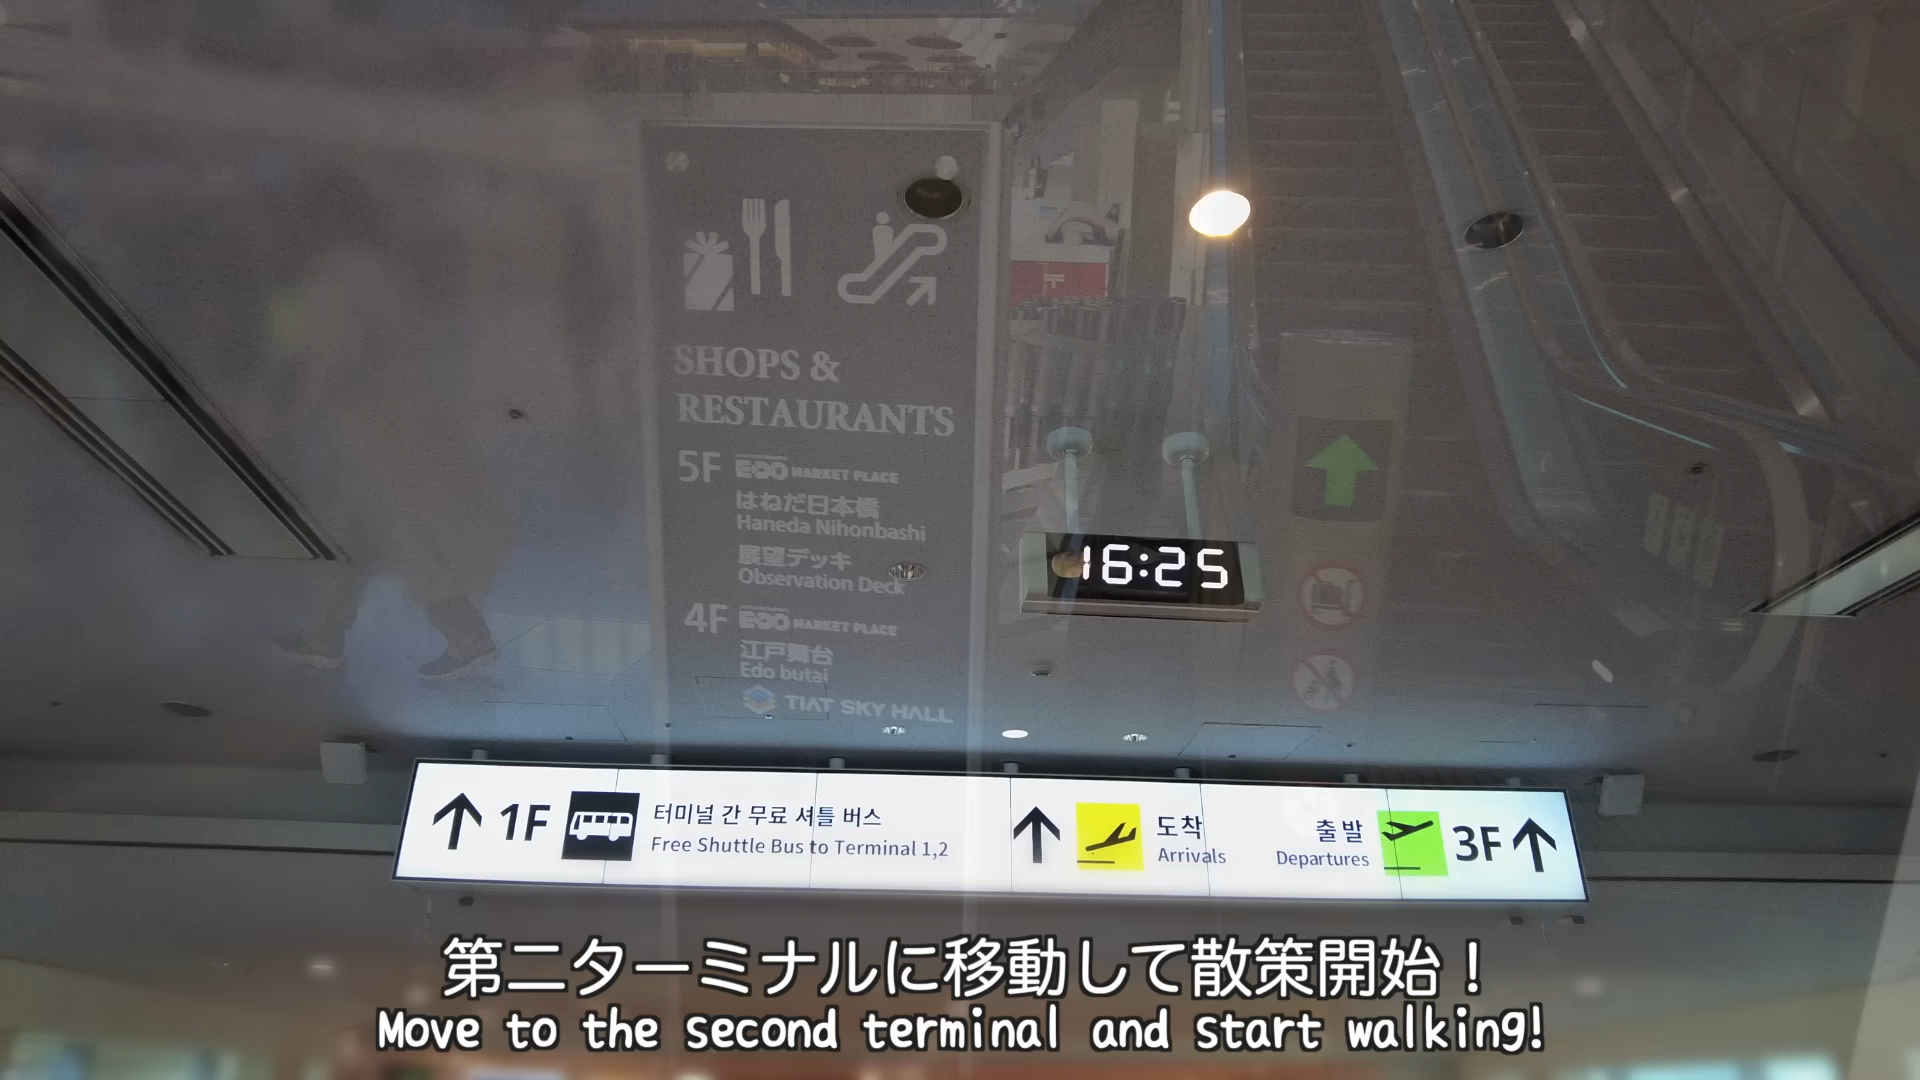 SHOPS &
RESTAURANTS
5F EDO MARKET PLACE
はねだ日本橋
Haneda Nihonbashi
展望デッキ
Observation Deck
4F EDO MARKET PLACE
江戸舞台
Edo butai
TIAT SKY HALL
〒
16:25
1F 터미널 간 무료 셔틀 버스
Free Shuttle Bus to Terminal 1,2
도착
Arrivals
출발
Departures
3F
第二ターミナルに移動して散策開始！
Move to the second terminal and start walking!